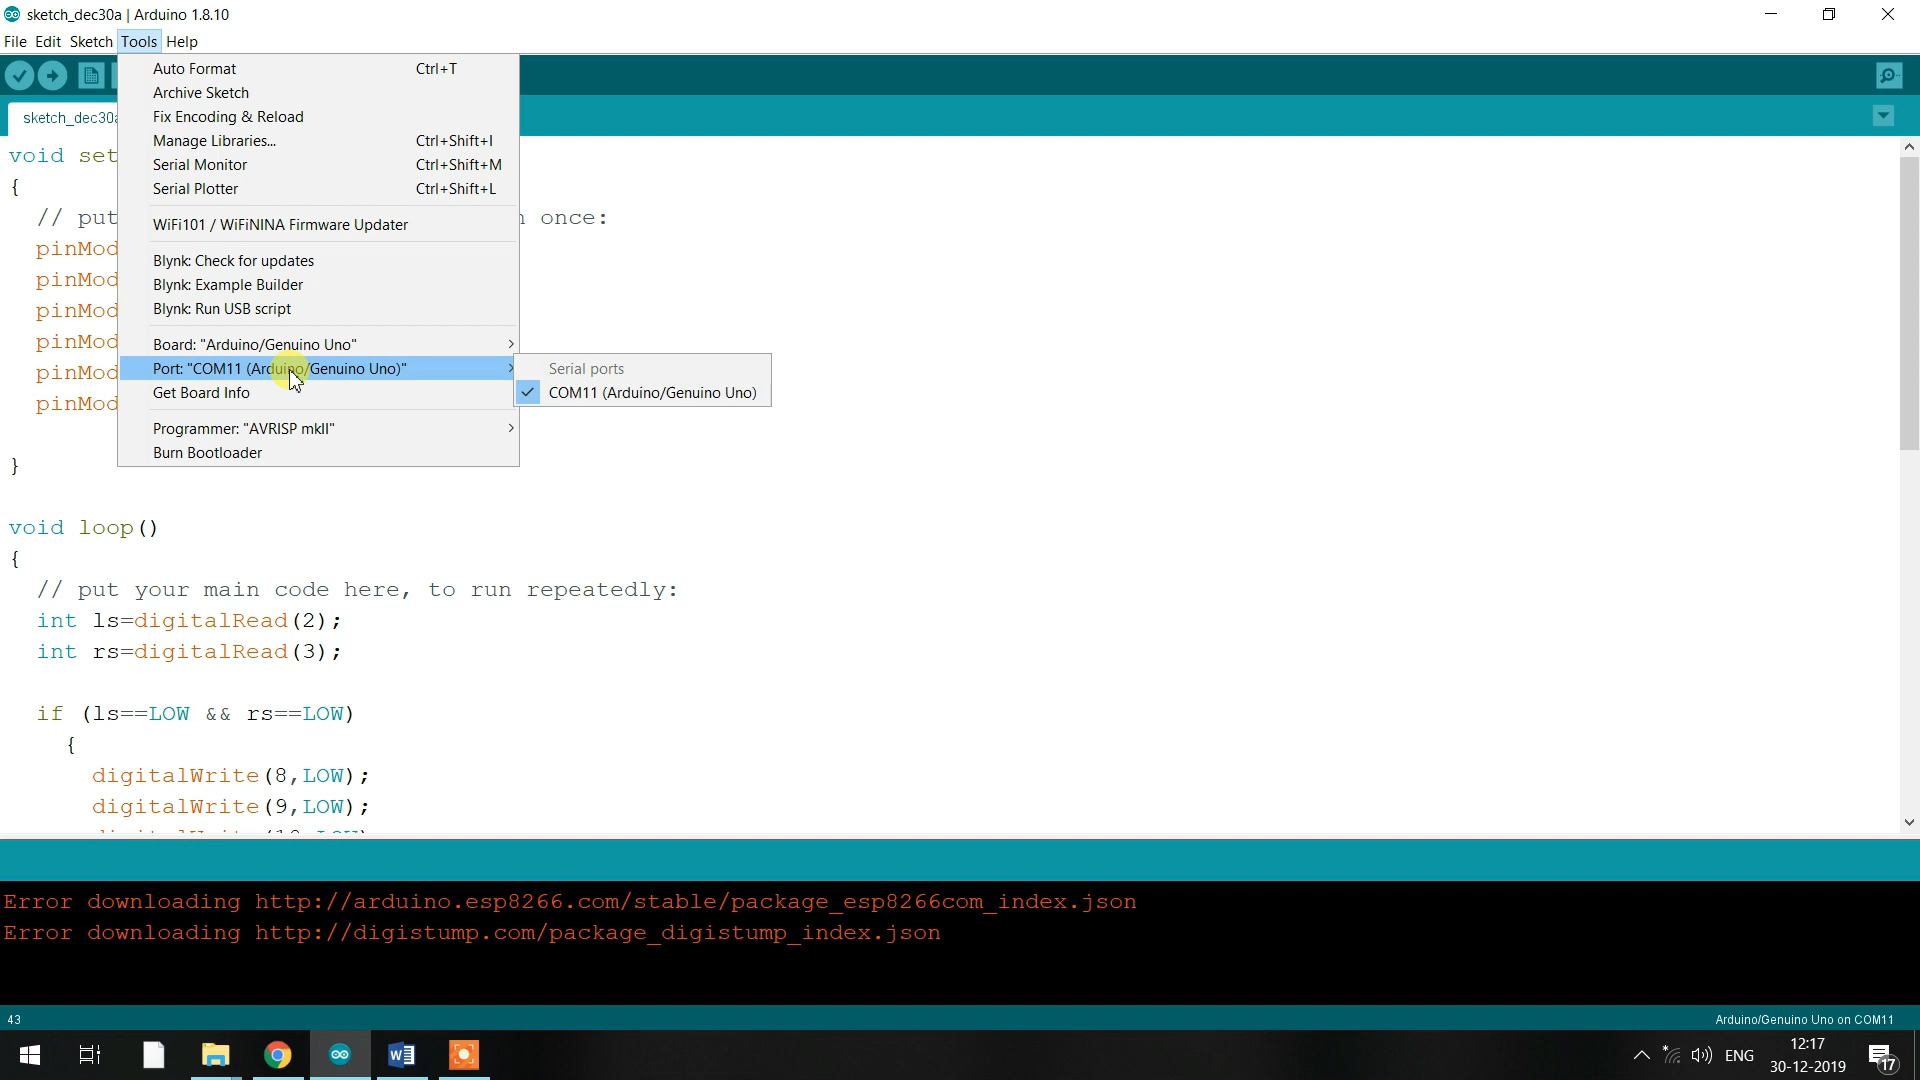 sketch_dec30a | Arduino 1.8.10
File Edit Sketch Tools Help
Auto Format Ctrl+T
Archive Sketch
Fix Encoding & Reload
Manage Libraries... Ctrl+Shift+I
Serial Monitor Ctrl+Shift+M
Serial Plotter Ctrl+Shift+L
WiFi101 / WiFiNINA Firmware Updater
Blynk: Check for updates
Blynk: Example Builder
Blynk: Run USB script
Board: "Arduino/Genuino Uno"
Port: "COM11 (Arduino/Genuino Uno)"
Get Board Info
Programmer: "AVRISP mkII"
Burn Bootloader
Serial ports
COM11 (Arduino/Genuino Uno)
sketch_dec30a
void set
{
// put once:
pinMod
pinMod
pinMod
pinMod
pinMod
pinMod
}
void loop()
{
// put your main code here, to run repeatedly:
int ls=digitalRead(2);
int rs=digitalRead(3);
if (ls==LOW && rs==LOW)
{
digitalWrite(8,LOW);
digitalWrite(9,LOW);
Error downloading http://arduino.esp8266.com/stable/package_esp8266com_index.json
Error downloading http://digistump.com/package_digistump_index.json
43
Arduino/Genuino Uno on COM11
ENG
12:17
30-12-2019
17